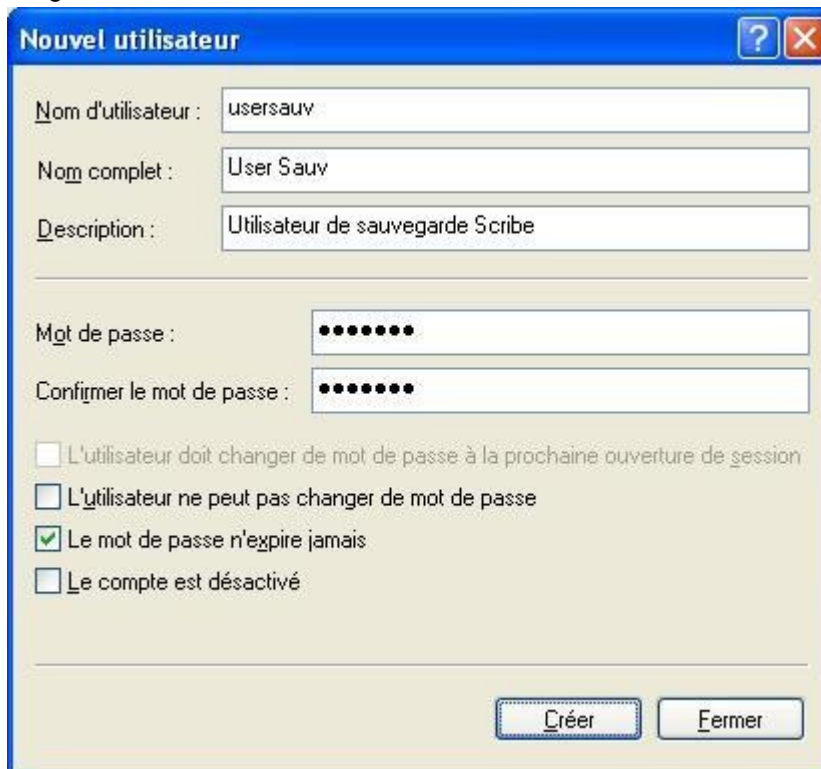 Nouvel utilisateur
Nom d'utilisateur : usersauv
Nom complet : User Sauv
Description : Utilisateur de sauvegarde Scribe
Mot de passe : •••••••
Confirmer le mot de passe : •••••••
L'utilisateur doit changer de mot de passe à la prochaine ouverture de session
L'utilisateur ne peut pas changer de mot de passe
Le mot de passe n'expire jamais
Le compte est désactivé
Créer Fermer